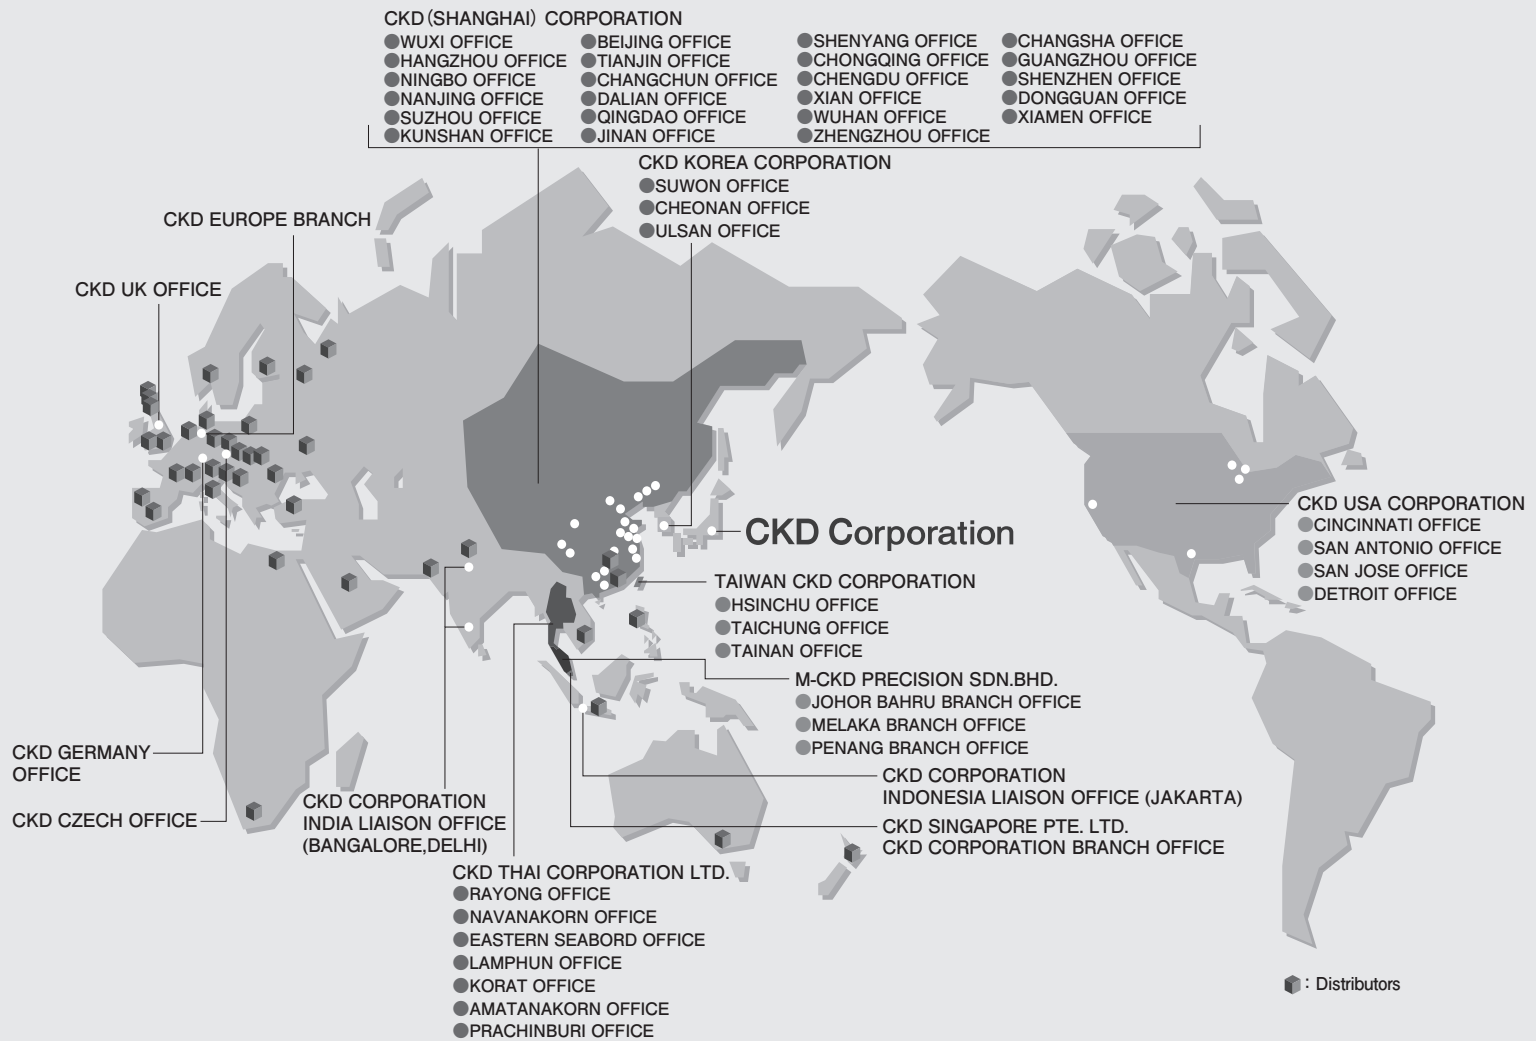 CKD(SHANGHAI) CORPORATION
●WUXI OFFICE
●HANGZHOU OFFICE
●NINGBO OFFICE
●NANJING OFFICE
●SUZHOU OFFICE
●KUNSHAN OFFICE
●BEIJING OFFICE
●TIANJIN OFFICE
●CHANGCHUN OFFICE
●DALIAN OFFICE
●QINGDAO OFFICE
●JINAN OFFICE
●SHENYANG OFFICE
●CHONGQING OFFICE
●CHENGDU OFFICE
●XIAN OFFICE
●WUHAN OFFICE
●ZHENGZHOU OFFICE
●CHANGSHA OFFICE
●GUANGZHOU OFFICE
●SHENZHEN OFFICE
●DONGGUAN OFFICE
●XIAMEN OFFICE
CKD KOREA CORPORATION
●SUWON OFFICE
●CHEONAN OFFICE
●ULSAN OFFICE
CKD EUROPE BRANCH
CKD UK OFFICE
CKD USA CORPORATION
●CINCINNATI OFFICE
●SAN ANTONIO OFFICE
●SAN JOSE OFFICE
●DETROIT OFFICE
CKD Corporation
TAIWAN CKD CORPORATION
●HSINCHU OFFICE
●TAICHUNG OFFICE
●TAINAN OFFICE
M-CKD PRECISION SDN.BHD.
●JOHOR BAHRU BRANCH OFFICE
●MELAKA BRANCH OFFICE
●PENANG BRANCH OFFICE
CKD GERMANY
OFFICE
CKD CZECH OFFICE
CKD CORPORATION
INDIA LIAISON OFFICE
(BANGALORE,DELHI)
CKD CORPORATION
INDONESIA LIAISON OFFICE (JAKARTA)
CKD SINGAPORE PTE. LTD.
CKD CORPORATION BRANCH OFFICE
CKD THAI CORPORATION LTD.
●RAYONG OFFICE
●NAVANAKORN OFFICE
●EASTERN SEABORD OFFICE
●LAMPHUN OFFICE
●KORAT OFFICE
●AMATANAKORN OFFICE
●PRACHINBURI OFFICE
: Distributors